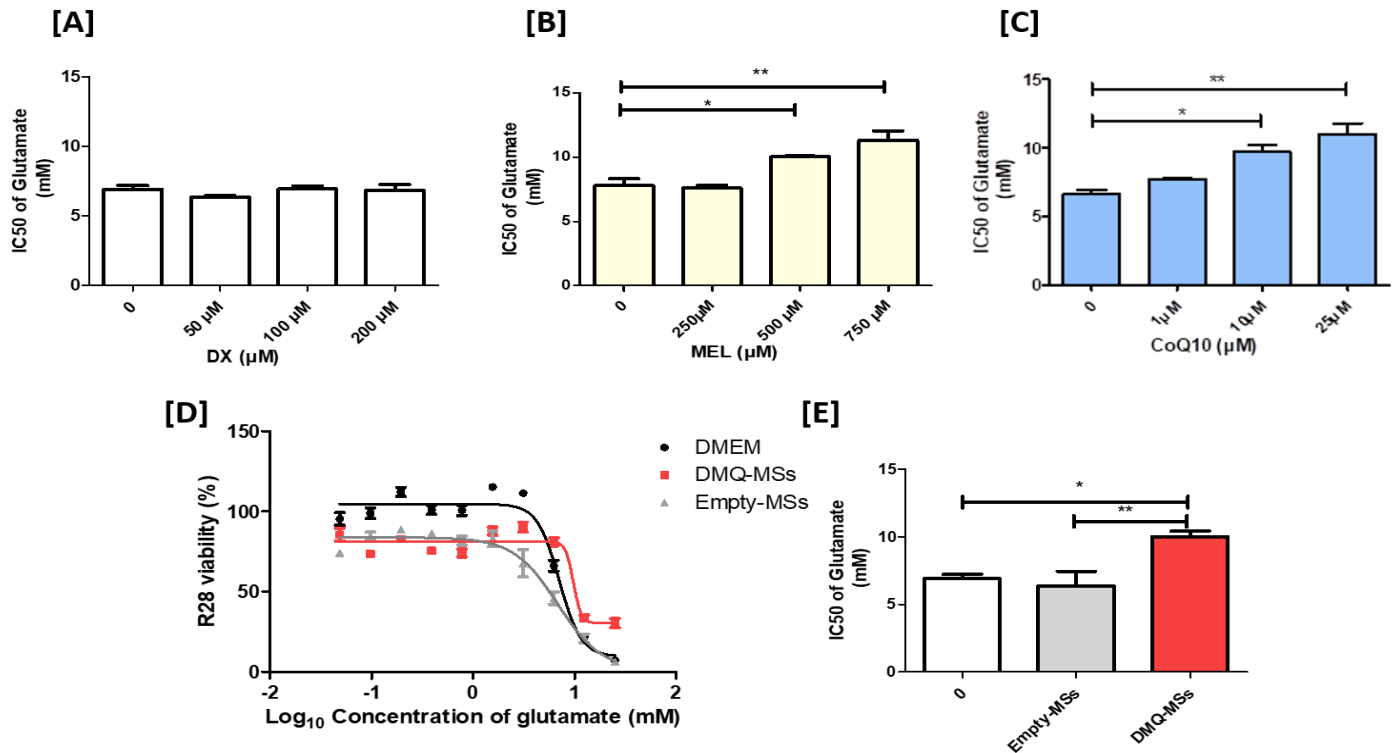 [A]
15
10
5
0
IC50 of Glutamate
(mM)
0
50 µM
100 µM
200 µM
DX (µM)
[B]
15
10
5
0
IC50 of Glutamate
(mM)
*
**
0
250µM
500 µM
750 µM
MEL (µM)
[C]
15
10
5
0
IC50 of Glutamate
(mM)
*
**
0
1µM
10µM
25µM
CoQ10 (µM)
[D]
150
100
50
0
R28 viability (%)
-2
-1
0
1
2
Log10 Concentration of glutamate (mM)
DMEM
DMQ-MSs
Empty-MSs
[E]
15
10
5
0
IC50 of Glutamate
(mM)
*
**
0
Empty-MSs
DMQ-MSs